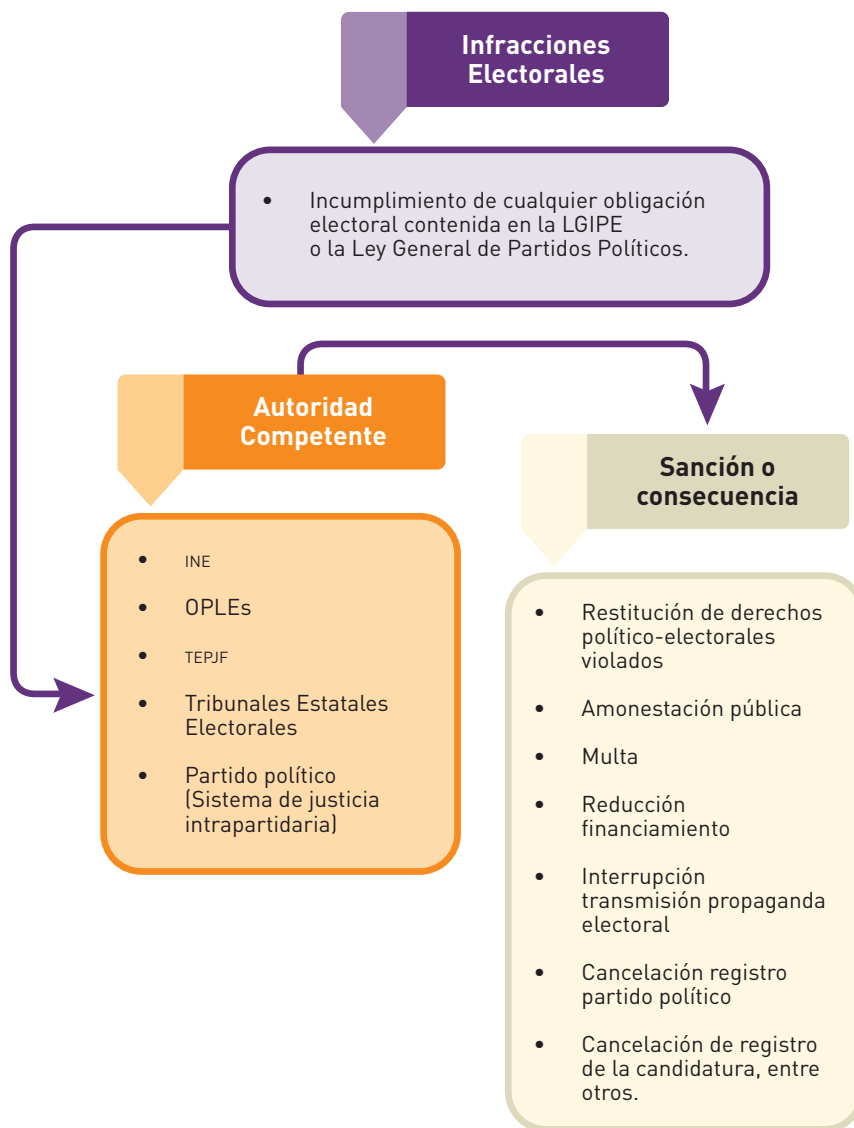 Infracciones
Electorales
• Incumplimiento de cualquier obligación
electoral contenida en la LGIPE
o la Ley General de Partidos Políticos.
Autoridad
Competente
• INE
• OPLEs
• TEPJF
• Tribunales Estatales
Electorales
• Partido político
(Sistema de justicia
intrapartidaria)
Sanción o
consecuencia
• Restitución de derechos
político-electorales
violados
• Amonestación pública
• Multa
• Reducción
financiamiento
• Interrupción
transmisión propaganda
electoral
• Cancelación registro
partido político
• Cancelación de registro
de la candidatura, entre
otros.